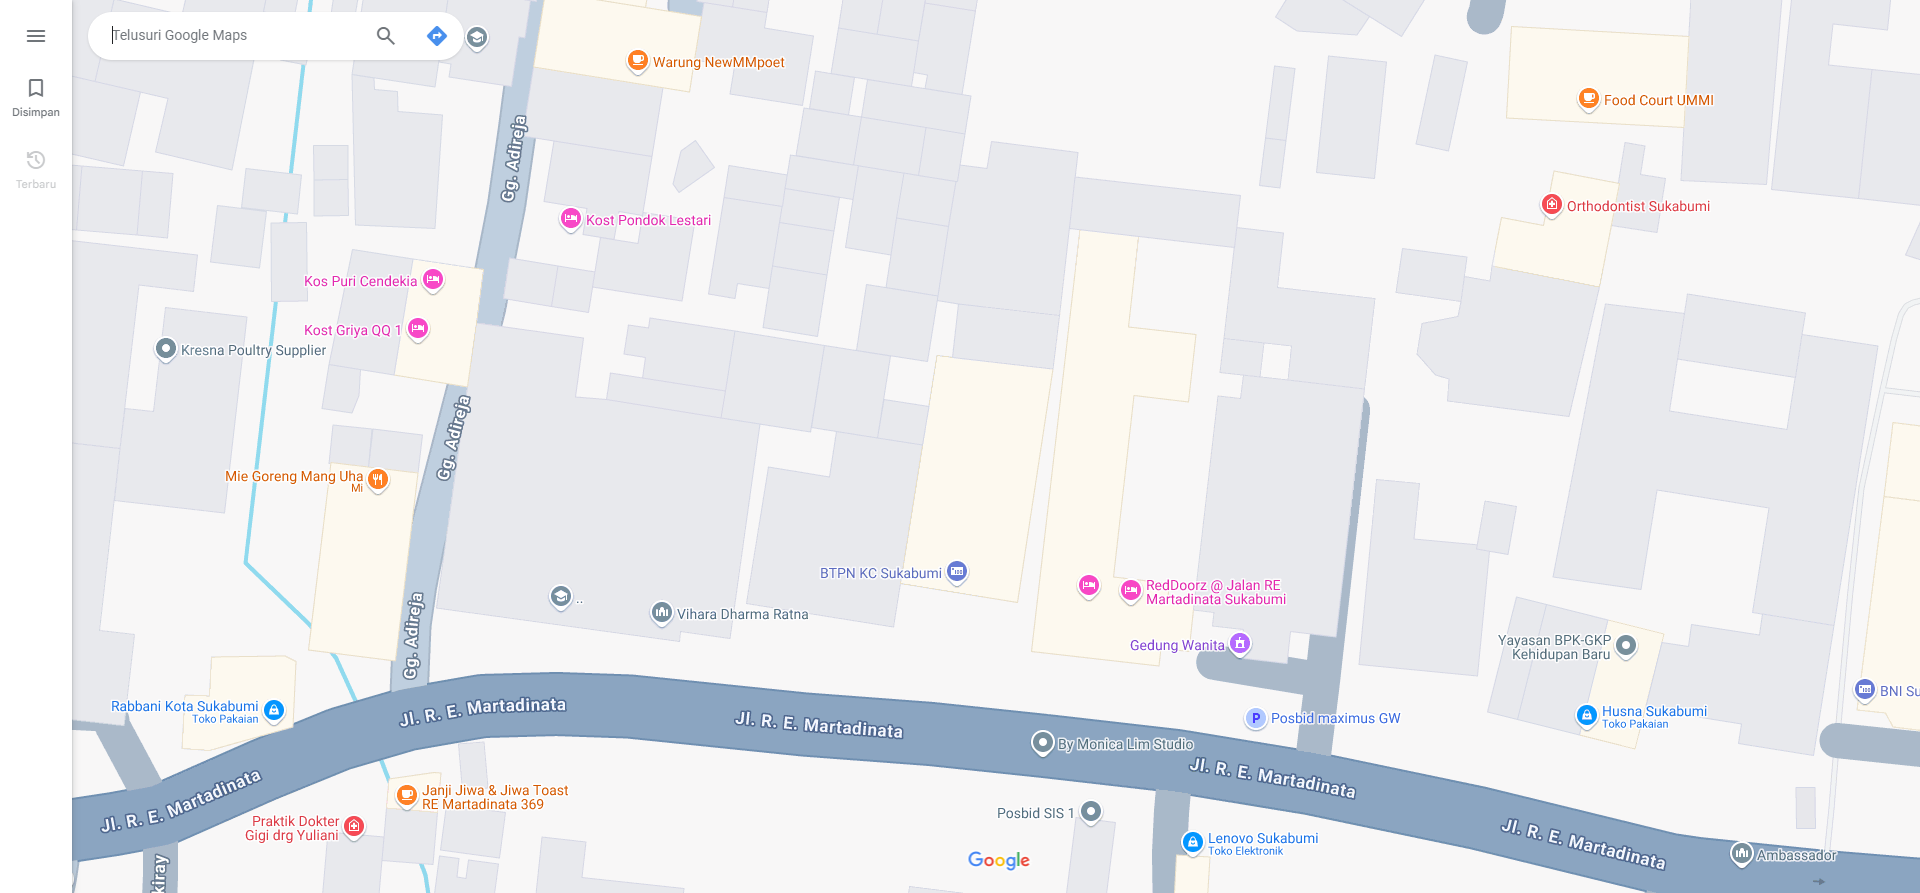 Telusuri Google Maps
Disimpan
Terbaru
Warung NewMMpoet
Food Court UMMI
Gg. Adireja
Kost Pondok Lestari
Orthodontist Sukabumi
Kos Puri Cendekia
Kost Griya QQ 1
Kresna Poultry Supplier
Gg. Adireja
Mie Goreng Mang Uha
Mi
BTPN KC Sukabumi
RedDoorz @ Jalan RE
Martadinata Sukabumi
..
Vihara Dharma Ratna
Gg. Adireja
Gedung Wanita
Yayasan BPK-GKP
Kehidupan Baru
Rabbani Kota Sukabumi
Toko Pakaian
Jl. R. E. Martadinata
Jl. R. E. Martadinata
P
Posbid maximus GW
Husna Sukabumi
Toko Pakaian
BNI Su
By Monica Lim Studio
Jl. R. E. Martadinata
Jl. R. E. Martadinata
Janji Jiwa & Jiwa Toast
RE Martadinata 369
Praktik Dokter
Gigi drg Yuliani
Posbid SIS 1
Lenovo Sukabumi
Toko Elektronik
Jl. R. E. Martadinata
Ambassador
Google
kiray